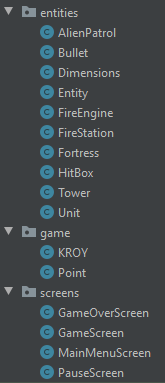 entities
AlienPatrol
Bullet
Dimensions
Entity
FireEngine
FireStation
Fortress
HitBox
Tower
Unit
game
KROY
Point
screens
GameOverScreen
GameScreen
MainMenuScreen
PauseScreen